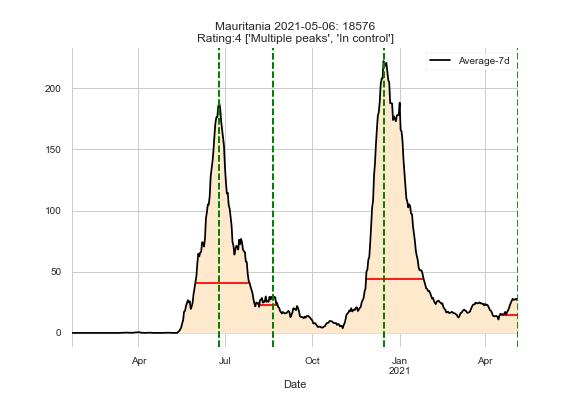 Mauritania 2021-05-06: 18576
Rating:4 ['Multiple peaks', 'In control']
Average-7d
200
150
100
50
0
Apr
Jul
Oct
Jan
2021
Apr
Date